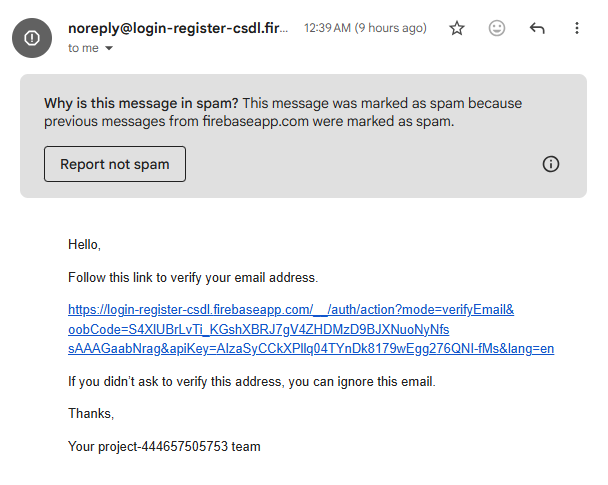 noreply@login-register-csdl.fir... 12:39 AM (9 hours ago)
to me
Why is this message in spam? This message was marked as spam because
previous messages from firebaseapp.com were marked as spam.
Report not spam
Hello,
Follow this link to verify your email address.
https://login-register-csdl.firebaseapp.com/__/auth/action?mode=verifyEmail&
oobCode=S4XlUBrLvTi_KGshXBRJ7gV4ZHDMzD9BJXNuoNyNfs
sAAAGaabNrag&apiKey=AIzaSyCCkXPllq04TYnDk8179wEgg276QNI-fMs&lang=en
If you didn’t ask to verify this address, you can ignore this email.
Thanks,
Your project-444657505753 team